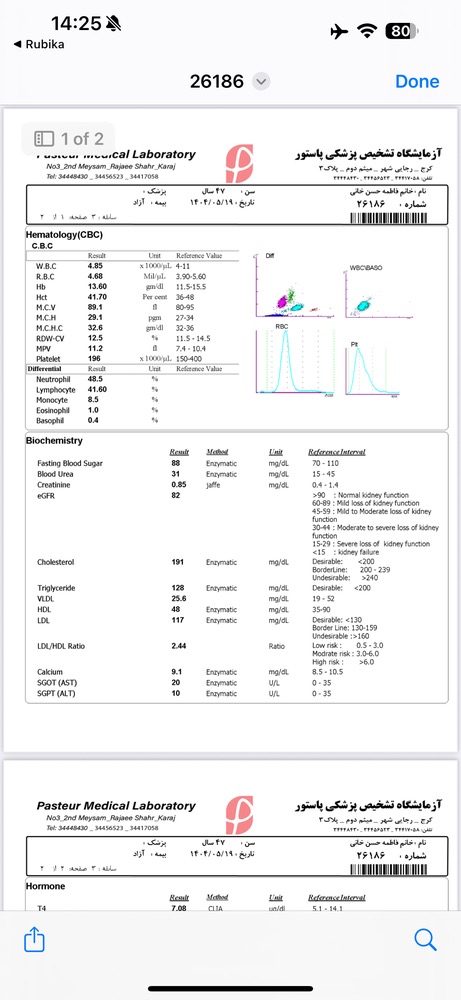 14:25
80
◀ Rubika
26186
Done
1 of 2
Pasteur Medical Laboratory
آزمایشگاه تشخیص پزشکی پاستور
No3_2nd Meysam_Rajaee Shahr_Karaj
کرج _ رجایی شهر _ میثم دوم _ پلاک ۳
Tel: 34448430 _ 34456523 _ 34417058
تلفن: ۳۴۴۱۷۰۵۸ _ ۳۴۴۵۶۵۲۳ _ ۳۴۴۴۸۴۳۰
نام : خانم فاطمه حسن خانی
سن : ۴۷ سال
پزشک :
شماره : ۲۶۱۸۶
تاریخ : ۱۴۰۴/۰۵/۱۹
بیمه : آزاد
سابقه : ۳ صفحه: ۱ از ۲
Hematology(CBC)
C.B.C
Result Unit Reference Value
W.B.C 4.85 x 1000/µL 4-11
R.B.C 4.68 Mil/µL 3.90-5.60
Hb 13.60 gm/dl 11.5-15.5
Hct 41.70 Per cent 36-48
M.C.V 89.1 fl 80-95
M.C.H 29.1 pgm 27-34
M.C.H.C 32.6 gm/dl 32-36
RDW-CV 12.5 % 11.5 - 14.5
MPV 11.2 fl 7.4 - 10.4
Platelet 196 x 1000/µL 150-400
Differential Result Unit Reference Value
Neutrophil 48.5 %
Lymphocyte 41.60 %
Monocyte 8.5 %
Eosinophil 1.0 %
Basophil 0.4 %
Diff
WBC\BASO
RBC
Plt
Biochemistry
Result Method Unit Reference Interval
Fasting Blood Sugar 88 Enzymatic mg/dL 70 - 110
Blood Urea 31 Enzymatic mg/dL 15 - 45
Creatinine 0.85 jaffe mg/dL 0.4 - 1.4
eGFR 82 >90 : Normal kidney function
60-89 : Mild loss of kidney function
45-59 : Mild to Moderate loss of kidney
function
30-44 : Moderate to severe loss of kidney
function
15-29 : Severe loss of kidney function
<15 : kidney failure
Cholesterol 191 Enzymatic mg/dL Desirable: <200
BorderLine: 200 - 239
Undesirable: >240
Triglyceride 128 Enzymatic mg/dL Desirable: <200
VLDL 25.6 mg/dL 19 - 52
HDL 48 Enzymatic mg/dL 35-90
LDL 117 Enzymatic mg/dL Desirable: <130
Border Line: 130-159
Undesirable :>160
LDL/HDL Ratio 2.44 Ratio Low risk : 0.5 - 3.0
Modrate risk : 3.0-6.0
High risk : >6.0
Calcium 9.1 Enzymatic mg/dL 8.5 - 10.5
SGOT (AST) 20 Enzymatic U/L 0 - 35
SGPT (ALT) 10 Enzymatic U/L 0 - 35
Pasteur Medical Laboratory
آزمایشگاه تشخیص پزشکی پاستور
No3_2nd Meysam_Rajaee Shahr_Karaj
کرج _ رجایی شهر _ میثم دوم _ پلاک ۳
Tel: 34448430 _ 34456523 _ 34417058
تلفن: ۳۴۴۱۷۰۵۸ _ ۳۴۴۵۶۵۲۳ _ ۳۴۴۴۸۴۳۰
نام : خانم فاطمه حسن خانی
سن : ۴۷ سال
پزشک :
شماره : ۲۶۱۸۶
تاریخ : ۱۴۰۴/۰۵/۱۹
بیمه : آزاد
سابقه : ۳ صفحه: ۲ از ۲
Hormone
Result Method Unit Reference Interval
T4 7.08 CLIA µg/dl 5.1 - 14.1